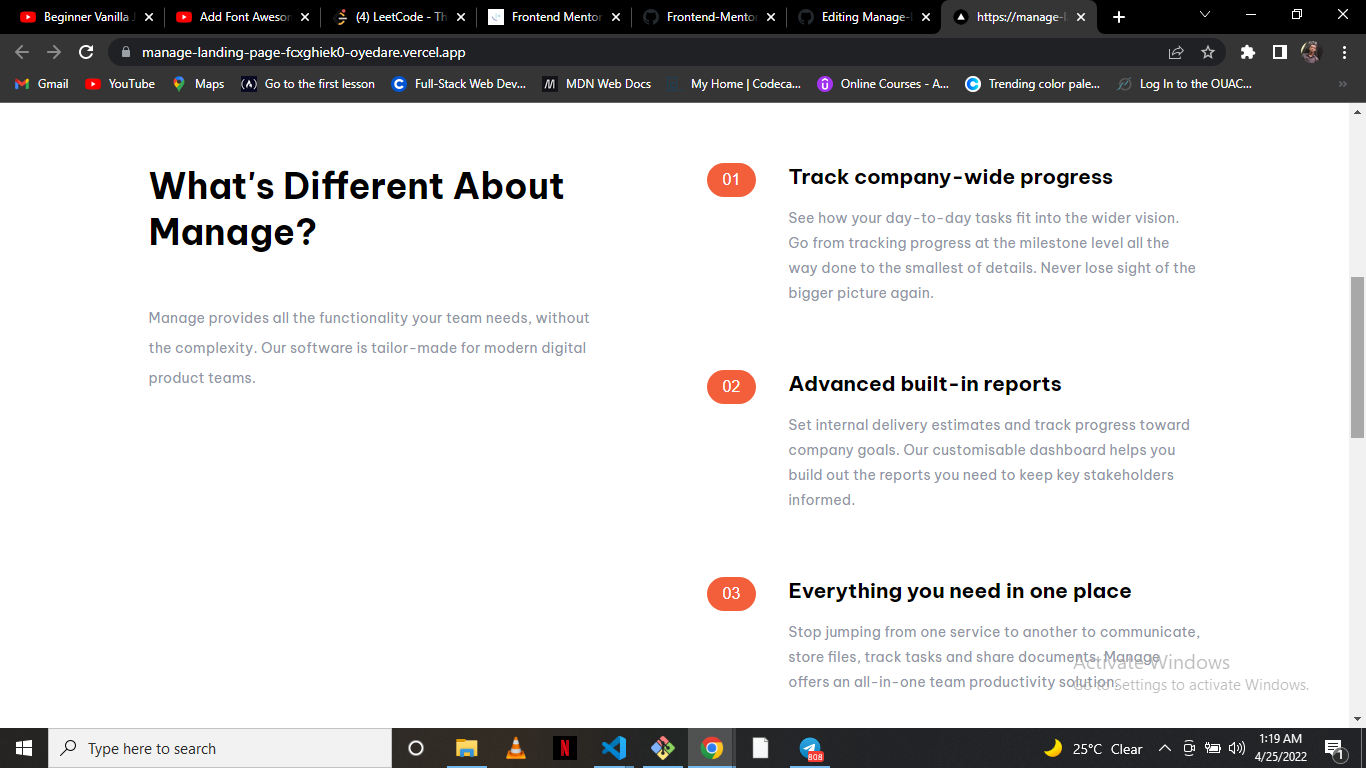 Beginner Vanilla J
Add Font Awesor
(4) LeetCode - Th
Frontend Mentor
Frontend-Mentor
Editing Manage-l
https://manage-l
manage-landing-page-fcxghiek0-oyedare.vercel.app
Gmail
YouTube
Maps
Go to the first lesson
Full-Stack Web Dev...
MDN Web Docs
My Home | Codeca...
Online Courses - A...
Trending color pale...
Log In to the OUAC...
What's Different About
Manage?
Manage provides all the functionality your team needs, without
the complexity. Our software is tailor-made for modern digital
product teams.
01
Track company-wide progress
See how your day-to-day tasks fit into the wider vision.
Go from tracking progress at the milestone level all the
way done to the smallest of details. Never lose sight of the
bigger picture again.
02
Advanced built-in reports
Set internal delivery estimates and track progress toward
company goals. Our customisable dashboard helps you
build out the reports you need to keep key stakeholders
informed.
03
Everything you need in one place
Stop jumping from one service to another to communicate,
store files, track tasks and share documents. Manage
offers an all-in-one team productivity solution.
Activate Windows
Go to Settings to activate Windows.
Type here to search
808
25°C Clear
1:19 AM
4/25/2022
1